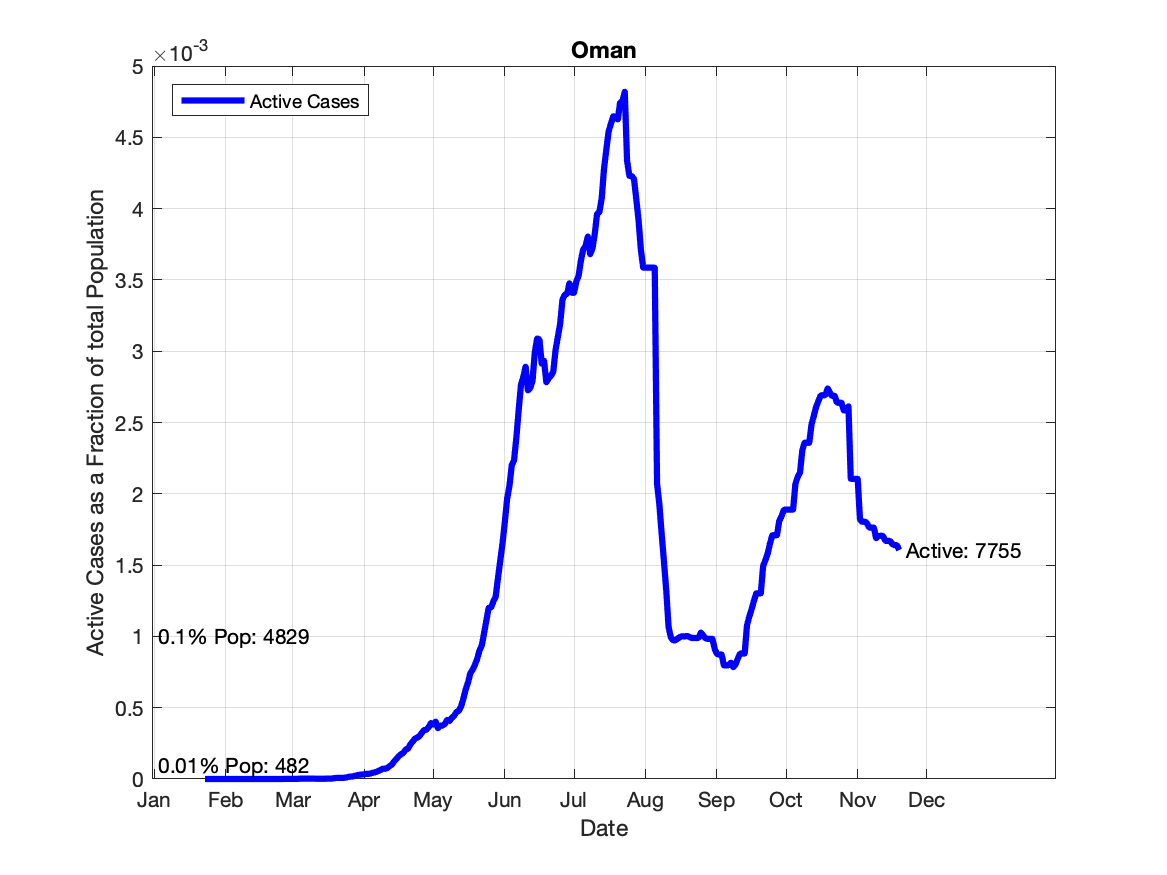 Oman
×10-3
5
Active Cases
4.5
4
3.5
3
2.5
2
1.5
1
0.5
0
Active Cases as a Fraction of total Population
0.1% Pop: 4829
0.01% Pop: 482
Active: 7755
Jan Feb Mar Apr May Jun Jul Aug Sep Oct Nov Dec
Date